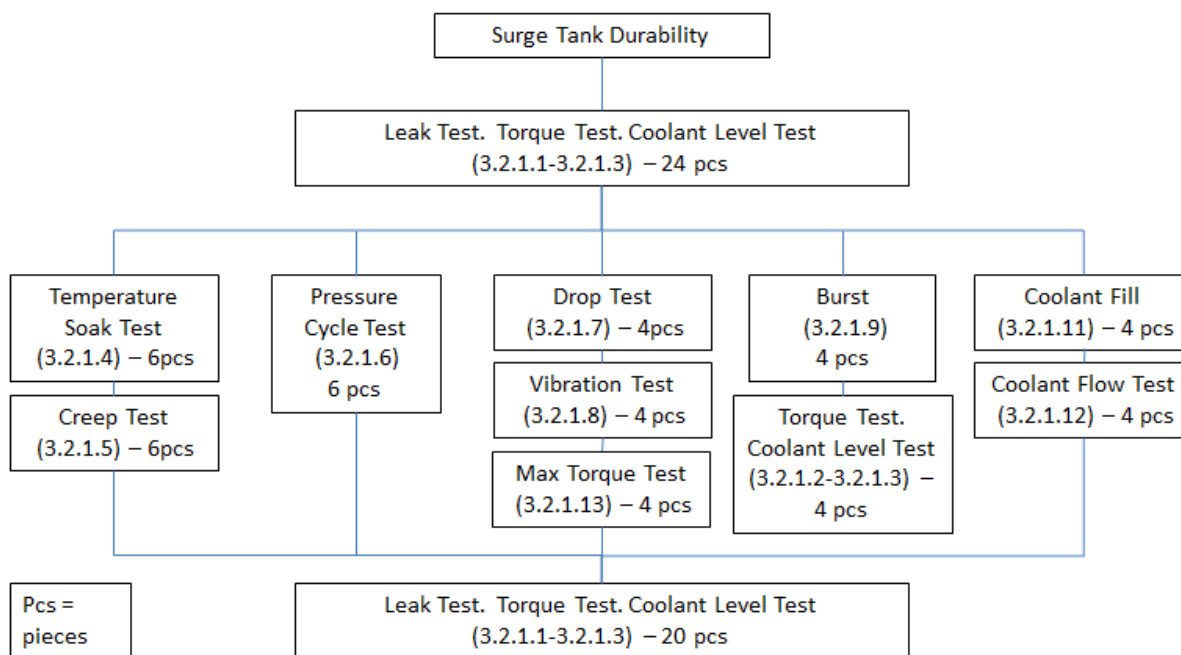 Surge Tank Durability
Leak Test. Torque Test. Coolant Level Test
(3.2.1.1-3.2.1.3) – 24 pcs
Temperature
Soak Test
(3.2.1.4) – 6pcs
Creep Test
(3.2.1.5) – 6pcs
Pressure
Cycle Test
(3.2.1.6)
6 pcs
Drop Test
(3.2.1.7) – 4pcs
Vibration Test
(3.2.1.8) – 4 pcs
Max Torque Test
(3.2.1.13) – 4 pcs
Burst
(3.2.1.9)
4 pcs
Torque Test.
Coolant Level Test
(3.2.1.2-3.2.1.3) –
4 pcs
Coolant Fill
(3.2.1.11) – 4 pcs
Coolant Flow Test
(3.2.1.12) – 4 pcs
Pcs =
pieces
Leak Test. Torque Test. Coolant Level Test
(3.2.1.1-3.2.1.3) – 20 pcs